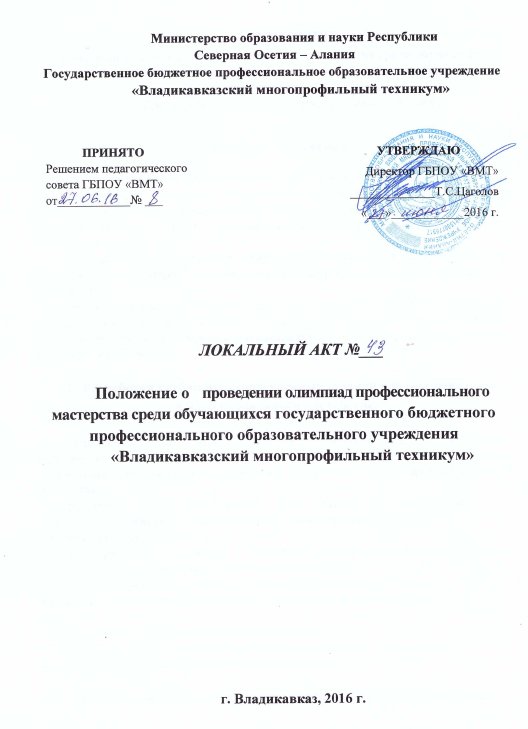 Министерство образования и науки Республики
Северная Осетия – Алания
Государственное бюджетное профессиональное образовательное учреждение
«Владикавказский многопрофильный техникум»
ПРИНЯТО
Решением педагогического
совета ГБПОУ «ВМТ»
от 27.06.16 № 8
УТВЕРЖДАЮ
Директор ГБПОУ «ВМТ»
Г.С.Цаголов
«27» июня 2016 г.
ЛОКАЛЬНЫЙ АКТ № 43
Положение о проведении олимпиад профессионального
мастерства среди обучающихся государственного бюджетного
профессионального образовательного учреждения
«Владикавказский многопрофильный техникум»
г. Владикавказ, 2016 г.